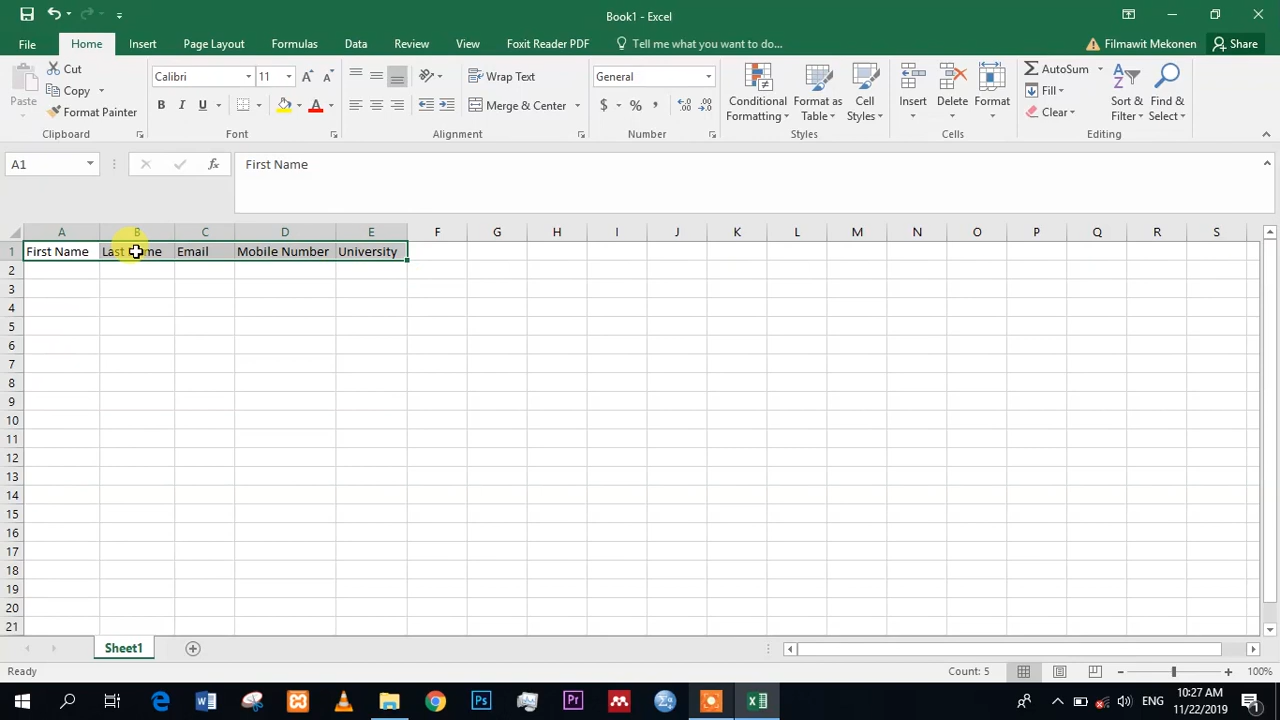 Book1 - Excel
File Home Insert Page Layout Formulas Data Review View Foxit Reader PDF Tell me what you want to do... Filmawit Mekonen Share
Paste Cut Copy Format Painter Clipboard
Calibri 11 B I U A Font
Wrap Text Merge & Center Alignment
General $ % , Number
Conditional Formatting Format as Table Cell Styles Styles
Insert Delete Format Cells
AutoSum Fill Clear Sort & Filter Find & Select Editing
A1 fx First Name
A B C D E F G H I J K L M N O P Q R S
1 First Name Last Name Email Mobile Number University
2
3
4
5
6
7
8
9
10
11
12
13
14
15
16
17
18
19
20
21
Sheet1
Ready Count: 5 100%
ENG 10:27 AM
11/22/2019